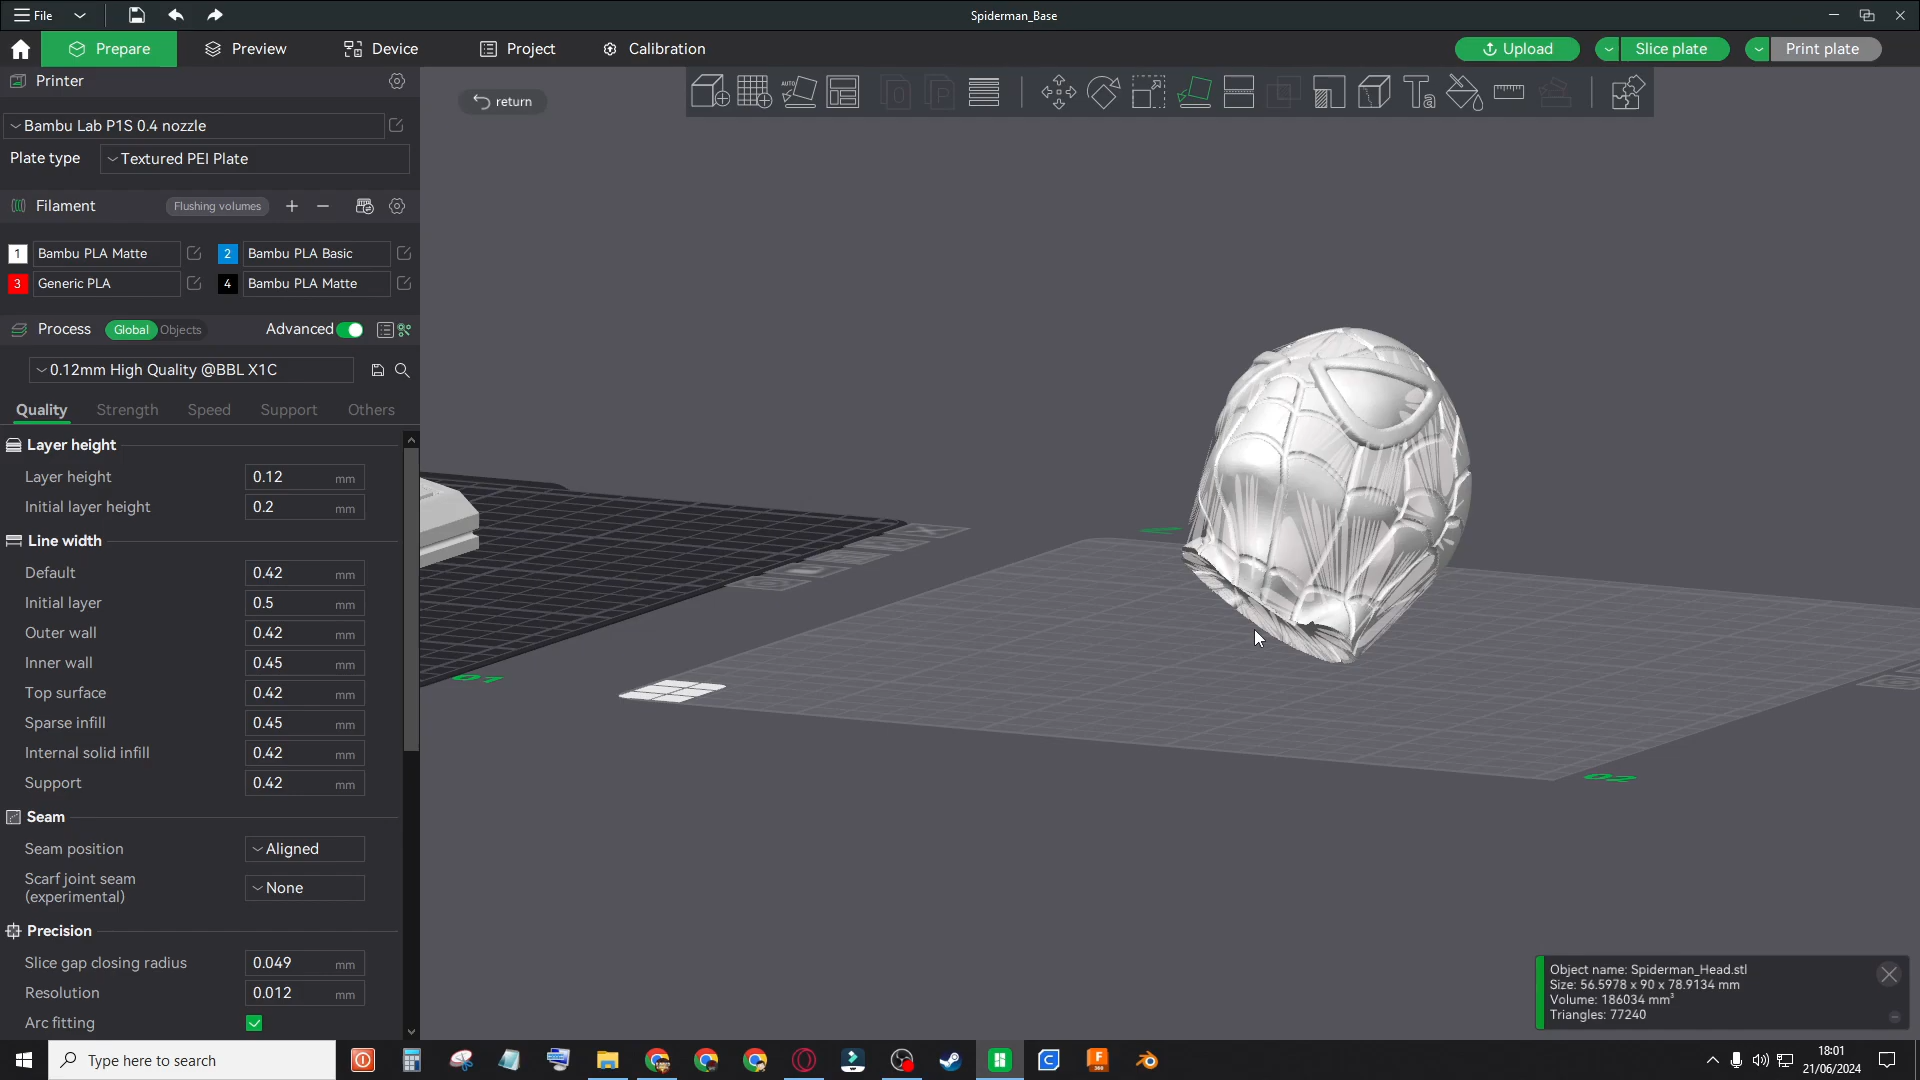 File
Spiderman_Base
Prepare
Preview
Device
Project
Calibration
Upload
Slice plate
Print plate
Printer
return
Bambu Lab P1S 0.4 nozzle
Plate type
Textured PEI Plate
Filament
Flushing volumes
1 Bambu PLA Matte
2 Bambu PLA Basic
3 Generic PLA
4 Bambu PLA Matte
Process
Global Objects
Advanced
0.12mm High Quality @BBL X1C
Quality Strength Speed Support Others
Layer height
Layer height 0.12 mm
Initial layer height 0.2 mm
Line width
Default 0.42 mm
Initial layer 0.5 mm
Outer wall 0.42 mm
Inner wall 0.45 mm
Top surface 0.42 mm
Sparse infill 0.45 mm
Internal solid infill 0.42 mm
Support 0.42 mm
Seam
Seam position Aligned
Scarf joint seam
(experimental) None
Precision
Slice gap closing radius 0.049 mm
Resolution 0.012 mm
Arc fitting
01
02
Object name: Spiderman_Head.stl
Size: 56.5978 x 90 x 78.9134 mm
Volume: 186034 mm³
Triangles: 77240
Type here to search
18:01
21/06/2024